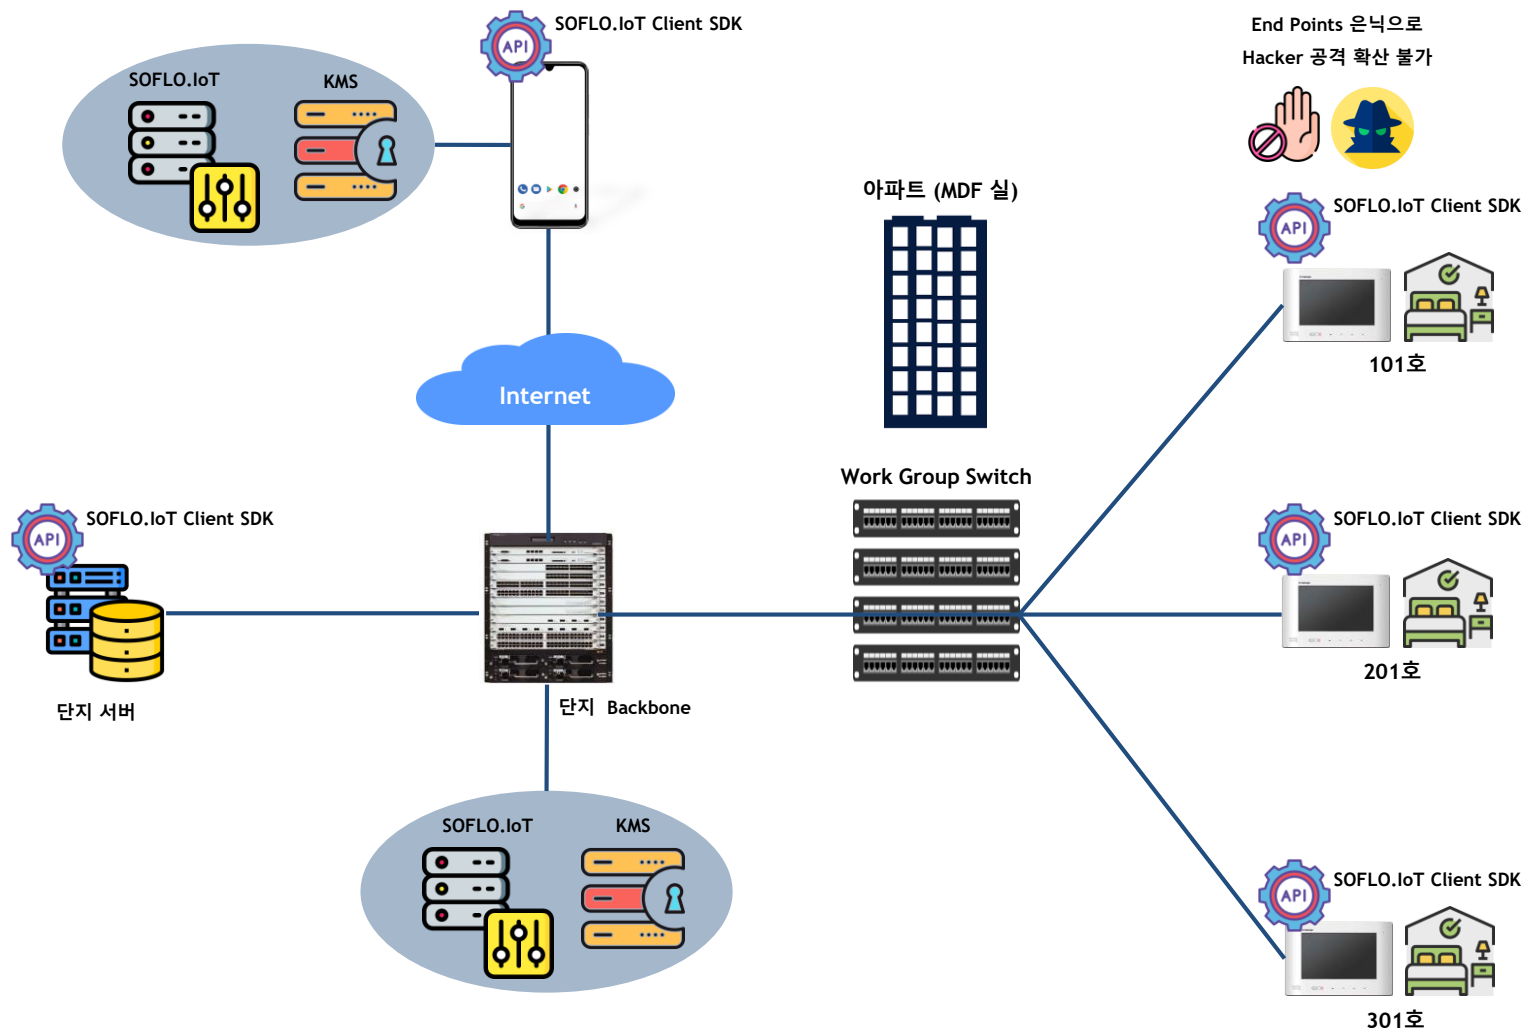 SOFLO.IoT Client SDK
API
SOFLO.IoT
KMS
End Points 은닉으로
Hacker 공격 확산 불가
아파트 (MDF 실)
SOFLO.IoT Client SDK
API
101호
Internet
Work Group Switch
SOFLO.IoT Client SDK
API
단지 서버
단지 Backbone
SOFLO.IoT Client SDK
API
201호
SOFLO.IoT
KMS
SOFLO.IoT Client SDK
API
301호